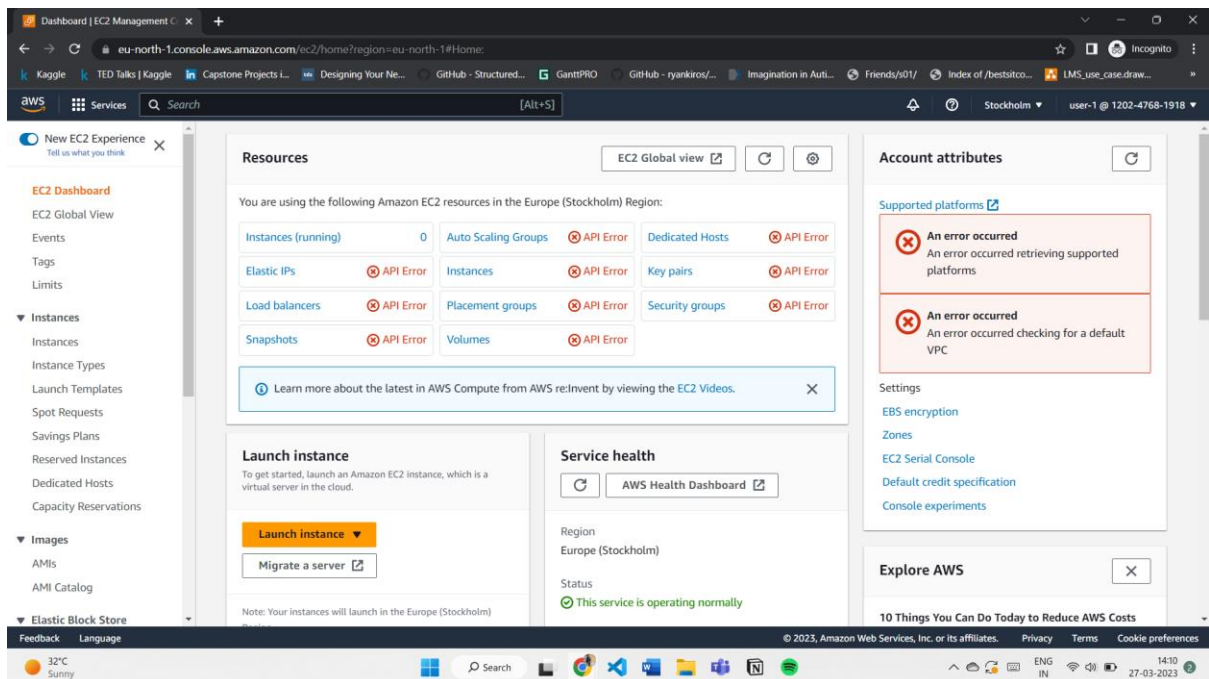 Dashboard | EC2 Management C
eu-north-1.console.aws.amazon.com/ec2/home?region=eu-north-1#Home:
Incognito
Kaggle
TED Talks | Kaggle
Capstone Projects i...
Designing Your Ne...
GitHub - Structured...
GanttPRO
GitHub - ryankiros/...
Imagination in Auti...
Friends/s01/
Index of /bestsitco...
LMS_use_case.draw...
»
aws
Services
Search
[Alt+S]
Stockholm
user-1 @ 1202-4768-1918
New EC2 Experience
Tell us what you think
EC2 Dashboard
EC2 Global View
Events
Tags
Limits
Instances
Instances
Instance Types
Launch Templates
Spot Requests
Savings Plans
Reserved Instances
Dedicated Hosts
Capacity Reservations
Images
AMIs
AMI Catalog
Elastic Block Store
Resources
EC2 Global view
You are using the following Amazon EC2 resources in the Europe (Stockholm) Region:
Instances (running) 0
Auto Scaling Groups API Error
Dedicated Hosts API Error
Elastic IPs API Error
Instances API Error
Key pairs API Error
Load balancers API Error
Placement groups API Error
Security groups API Error
Snapshots API Error
Volumes API Error
Learn more about the latest in AWS Compute from AWS re:Invent by viewing the EC2 Videos.
Launch instance
To get started, launch an Amazon EC2 instance, which is a
virtual server in the cloud.
Launch instance
Migrate a server
Note: Your instances will launch in the Europe (Stockholm)
Service health
AWS Health Dashboard
Region
Europe (Stockholm)
Status
This service is operating normally
Account attributes
Supported platforms
An error occurred
An error occurred retrieving supported
platforms
An error occurred
An error occurred checking for a default
VPC
Settings
EBS encryption
Zones
EC2 Serial Console
Default credit specification
Console experiments
Explore AWS
10 Things You Can Do Today to Reduce AWS Costs
Feedback
Language
© 2023, Amazon Web Services, Inc. or its affiliates.
Privacy
Terms
Cookie preferences
32°C
Sunny
Search
ENG
IN
14:10
27-03-2023
2